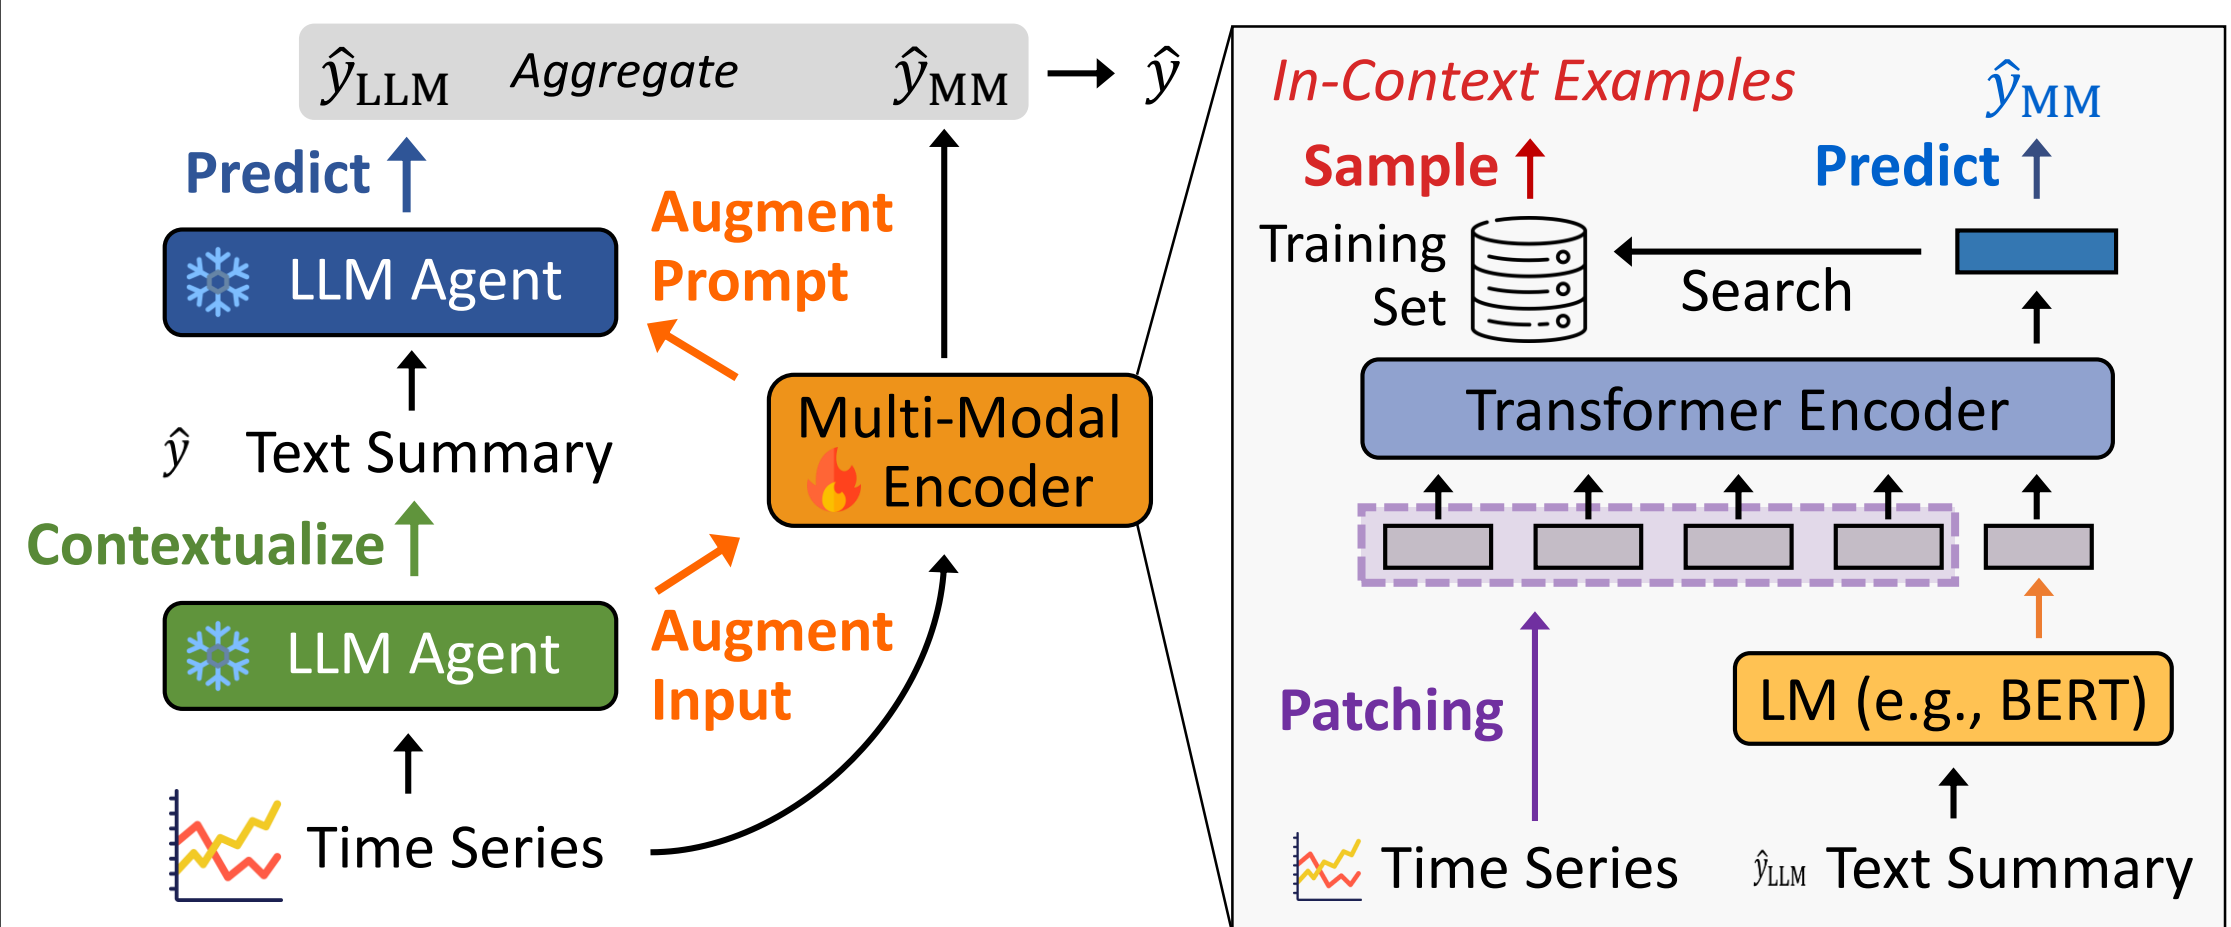 ŷLLM Aggregate ŷMM → ŷ
Predict
Augment
Prompt
LLM Agent
ŷ Text Summary
Multi-Modal
Encoder
Contextualize
LLM Agent
Augment
Input
Time Series
In-Context Examples
ŷMM
Sample
Predict
Training
Set
Search
Transformer Encoder
Patching
LM (e.g., BERT)
Time Series
ŷLLM Text Summary